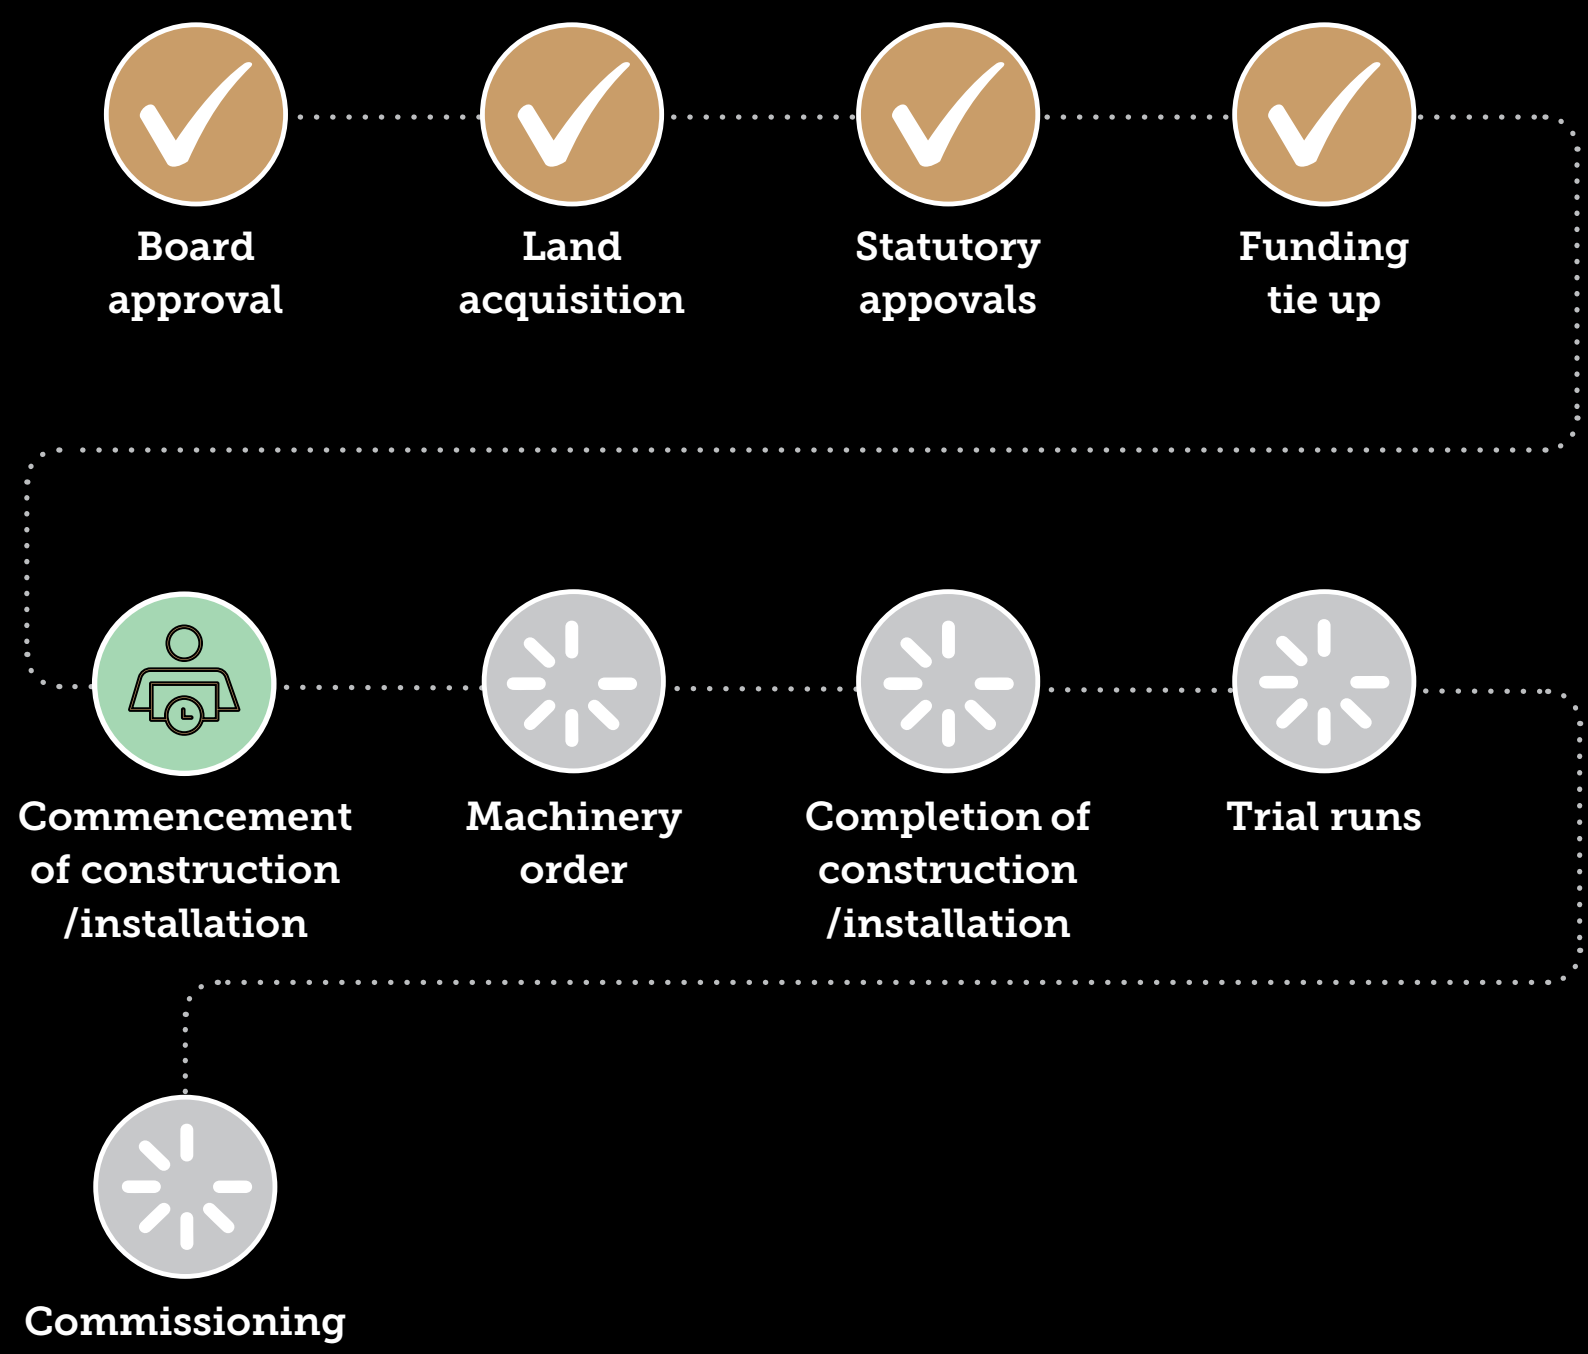 Board
approval
Land
acquisition
Statutory
appovals
Funding
tie up
Commencement
of construction
/installation
Machinery
order
Completion of
construction
/installation
Trial runs
Commissioning